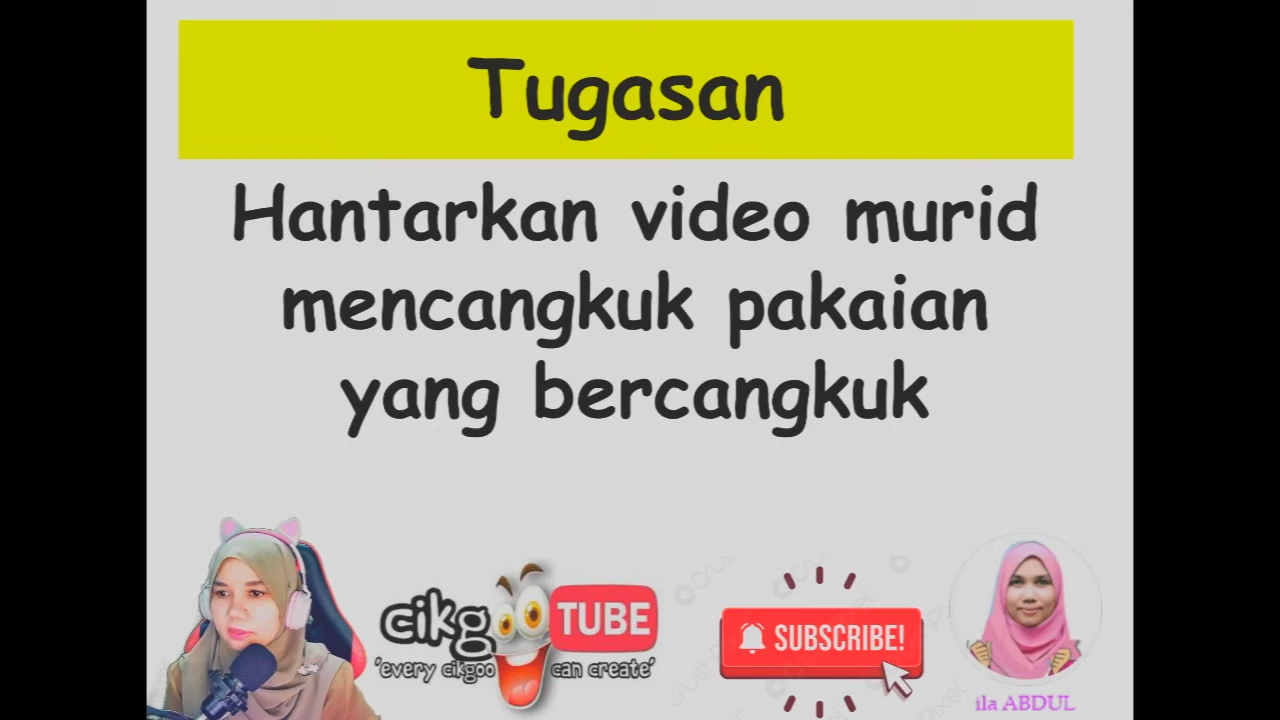 Tugasan
Hantarkan video murid
mencangkuk pakaian
yang bercangkuk
cikgoo TUBE
'every cikgoo can create'
SUBSCRIBE!
ila ABDUL